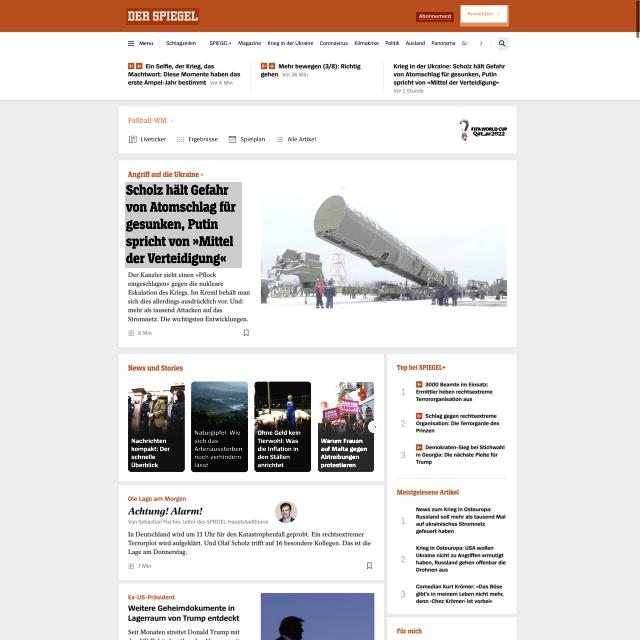 DER SPIEGEL
Abonnement
Anmelden
Menü
Schlagzeilen
SPIEGEL+
Magazine
Krieg in der Ukraine
Coronavirus
Klimakrise
Politik
Ausland
Panorama
Ein Selfie, der Krieg, das
Machtwort: Diese Momente haben das
erste Ampel-Jahr bestimmt Vor 6 Min
Mehr bewegen (3/8): Richtig
gehen Vor 36 Min
Krieg in der Ukraine: Scholz hält Gefahr
von Atomschlag für gesunken, Putin
spricht von »Mittel der Verteidigung«
Vor 1 Stunde
Fußball-WM
Liveticker
Ergebnisse
Spielplan
Alle Artikel
FIFA WORLD CUP
Qatar2022
Angriff auf die Ukraine
Scholz hält Gefahr
von Atomschlag für
gesunken, Putin
spricht von »Mittel
der Verteidigung«
Der Kanzler sieht einen »Pflock
eingeschlagen« gegen die nukleare
Eskalation des Kriegs. Im Kreml behält man
sich dies allerdings ausdrücklich vor. Und:
mehr als tausend Attacken auf das
Stromnetz. Die wichtigsten Entwicklungen.
6 Min
News und Stories
Nachrichten
kompakt: Der
schnelle
Überblick
Naturgipfel: Wie
sich das
Artenaussterben
noch verhindern
lässt
Ohne Geld kein
Tierwohl: Was
die Inflation in
den Ställen
anrichtet
Warum Frauen
auf Malta gegen
Abtreibungen
protestieren
Top bei SPIEGEL+
1
3000 Beamte im Einsatz:
Ermittler heben rechtsextreme
Terrororganisation aus
2
Schlag gegen rechtsextreme
Organisation: Die Terrorgarde des
Prinzen
3
Demokraten-Sieg bei Stichwahl
in Georgia: Die nächste Pleite für
Trump
Die Lage am Morgen
Achtung! Alarm!
Von Sebastian Fischer, Leiter des SPIEGEL-Hauptstadtbüros
In Deutschland wird um 11 Uhr für den Katastrophenfall geprobt. Ein rechtsextremer
Terrorplot wird aufgeklärt. Und Olaf Scholz trifft auf 16 besondere Kollegen. Das ist die
Lage am Donnerstag.
7 Min
Meistgelesene Artikel
1
News zum Krieg in Osteuropa:
Russland soll mehr als tausend Mal
auf ukrainisches Stromnetz
gefeuert haben
2
Krieg in Osteuropa: USA wollen
Ukraine nicht zu Angriffen ermutigt
haben, Russland gehen offenbar die
Drohnen aus
3
Comedian Kurt Krömer: »Das Böse
gibt's in meinem Leben nicht mehr,
denn ›Chez Krömer‹ ist vorbei«
Ex-US-Präsident
Weitere Geheimdokumente in
Lagerraum von Trump entdeckt
Seit Monaten streitet Donald Trump mit
Für mich